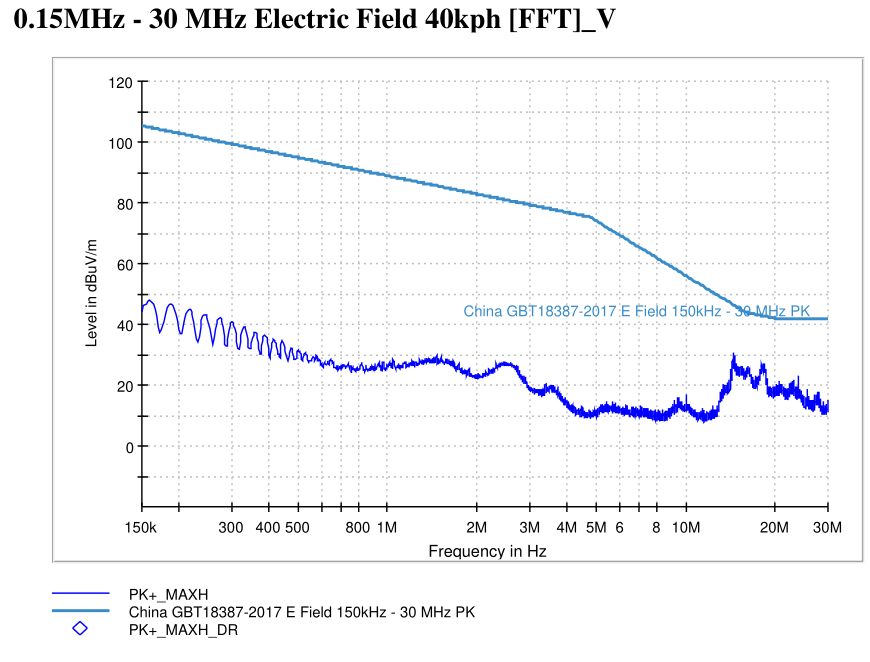 0.15MHz - 30 MHz Electric Field 40kph [FFT]_V
120
100
80
60
40
20
0
Level in dBuV/m
China GBT18387-2017 E Field 150kHz - 30 MHz PK
150k 300 400 500 800 1M 2M 3M 4M 5M 6 8 10M 20M 30M
Frequency in Hz
PK+_MAXH
China GBT18387-2017 E Field 150kHz - 30 MHz PK
PK+_MAXH_DR